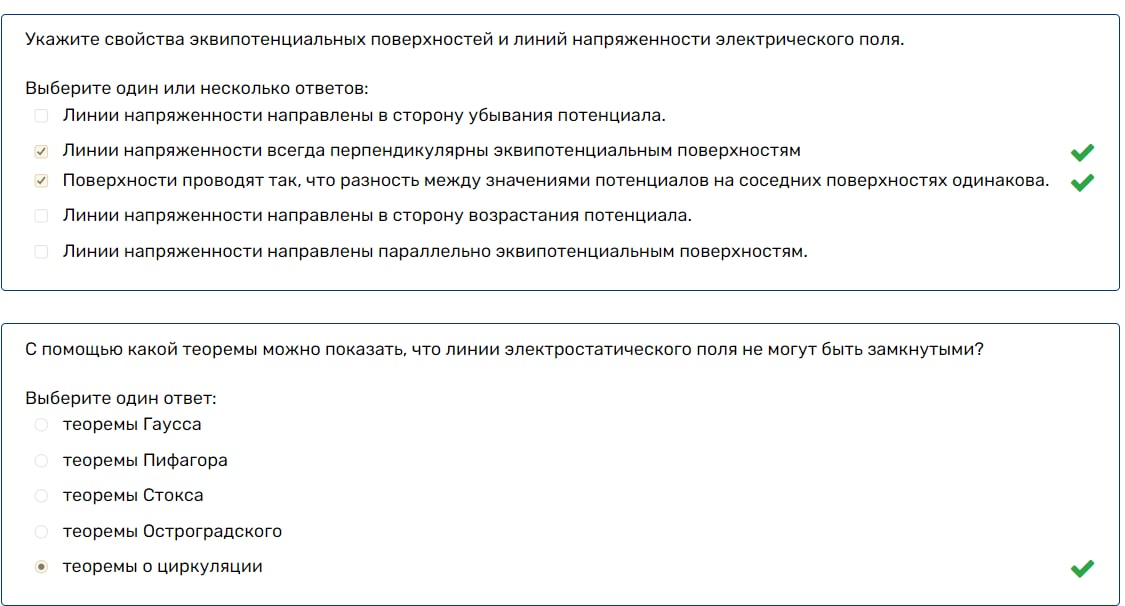 Укажите свойства эквипотенциальных поверхностей и линий напряженности электрического поля.
Выберите один или несколько ответов:
Линии напряженности направлены в сторону убывания потенциала.
Линии напряженности всегда перпендикулярны эквипотенциальным поверхностям
Поверхности проводят так, что разность между значениями потенциалов на соседних поверхностях одинакова.
Линии напряженности направлены в сторону возрастания потенциала.
Линии напряженности направлены параллельно эквипотенциальным поверхностям.
С помощью какой теоремы можно показать, что линии электростатического поля не могут быть замкнутыми?
Выберите один ответ:
теоремы Гаусса
теоремы Пифагора
теоремы Стокса
теоремы Остроградского
теоремы о циркуляции